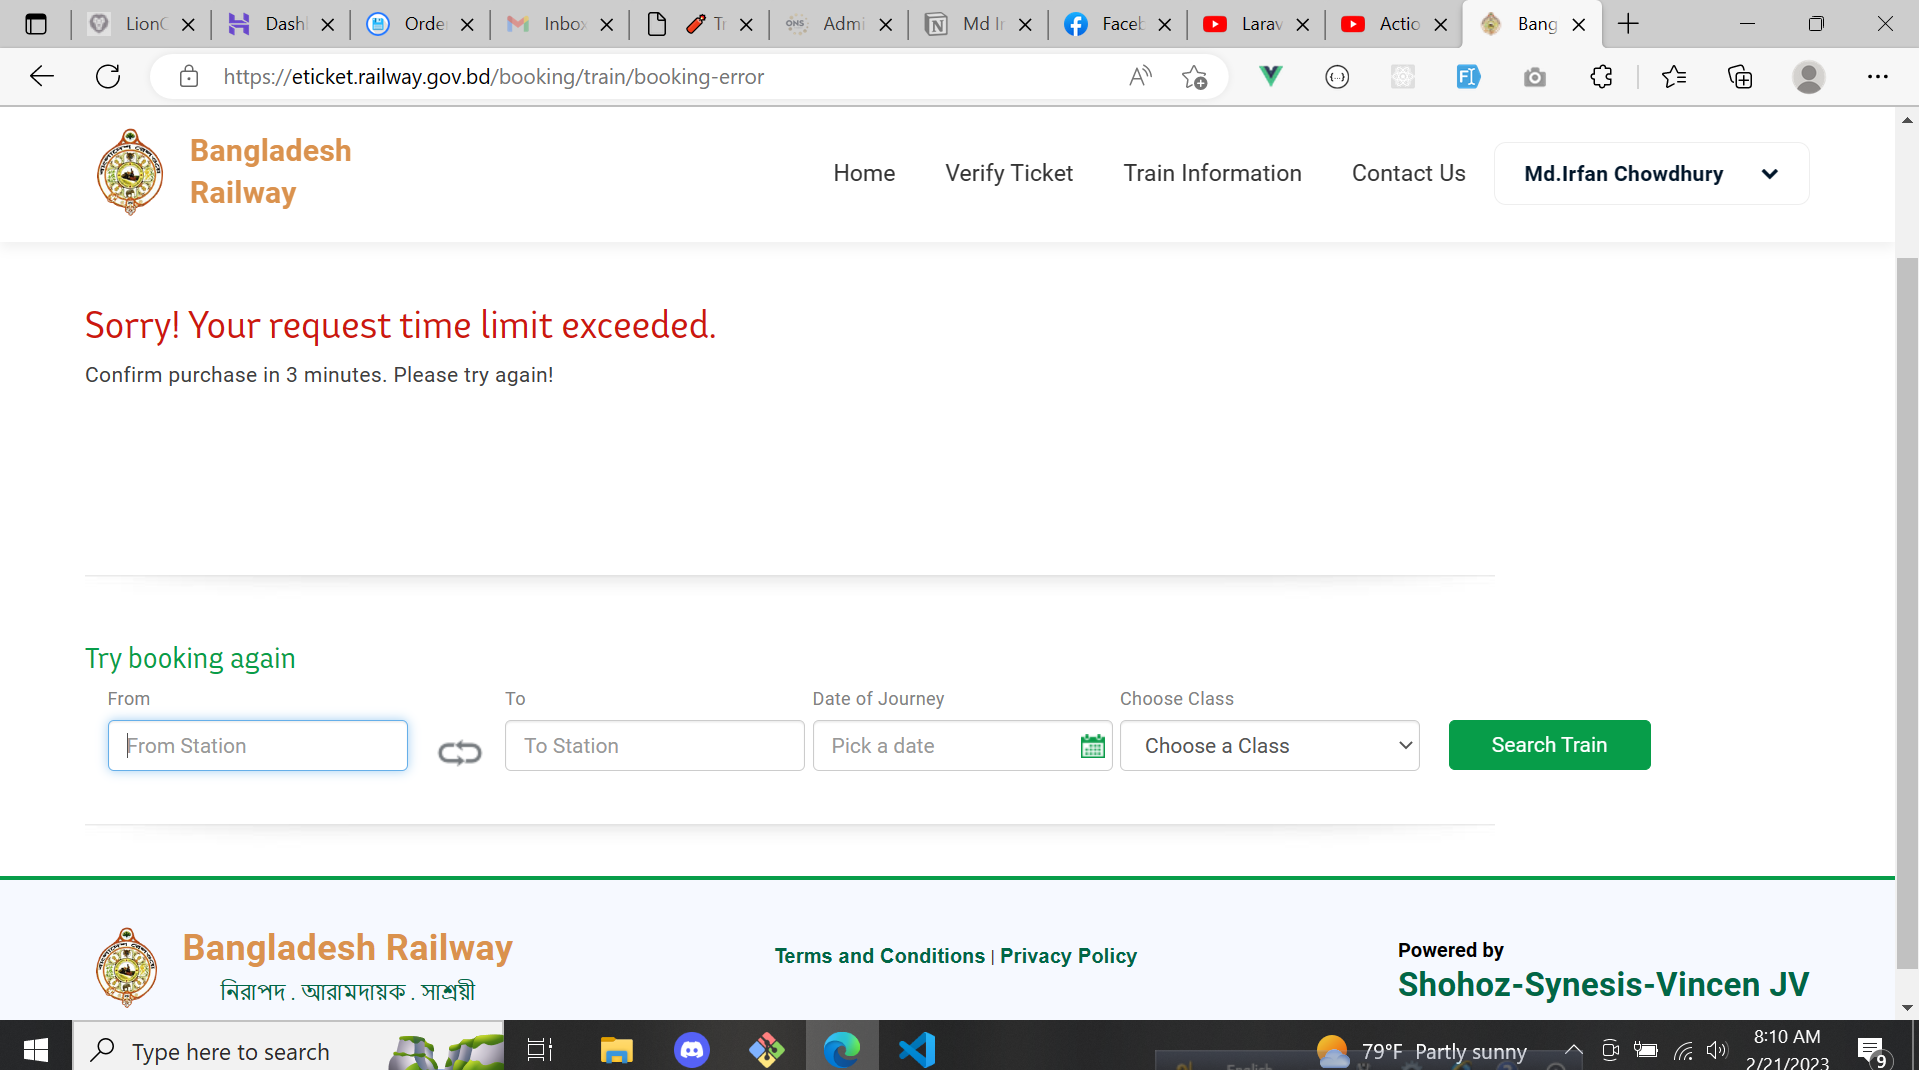 LionC
Dashl
Orde
Inbox
Tr
Admi
Md Ir
Faceb
Larav
Actio
Bang
https://eticket.railway.gov.bd/booking/train/booking-error
Bangladesh
Railway
Home
Verify Ticket
Train Information
Contact Us
Md.Irfan Chowdhury
Sorry! Your request time limit exceeded.
Confirm purchase in 3 minutes. Please try again!
Try booking again
From
To
Date of Journey
Choose Class
From Station
To Station
Pick a date
Choose a Class
Search Train
Bangladesh Railway
নিরাপদ . আরামদায়ক . সাশ্রয়ী
Terms and Conditions | Privacy Policy
Powered by
Shohoz-Synesis-Vincen JV
Type here to search
79°F Partly sunny
8:10 AM
2/21/2023
9